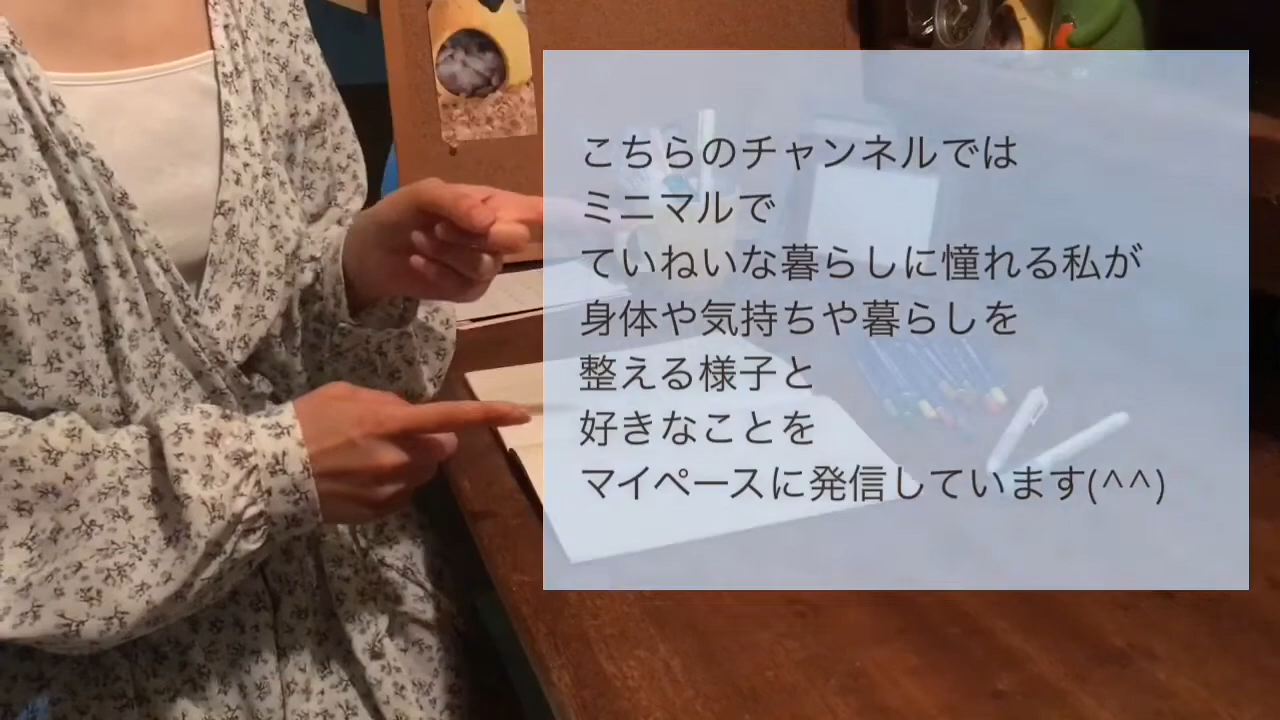 こちらのチャンネルでは
ミニマルで
ていねいな暮らしに憧れる私が
身体や気持ちや暮らしを
整える様子と
好きなことを
マイペースに発信しています(^^)